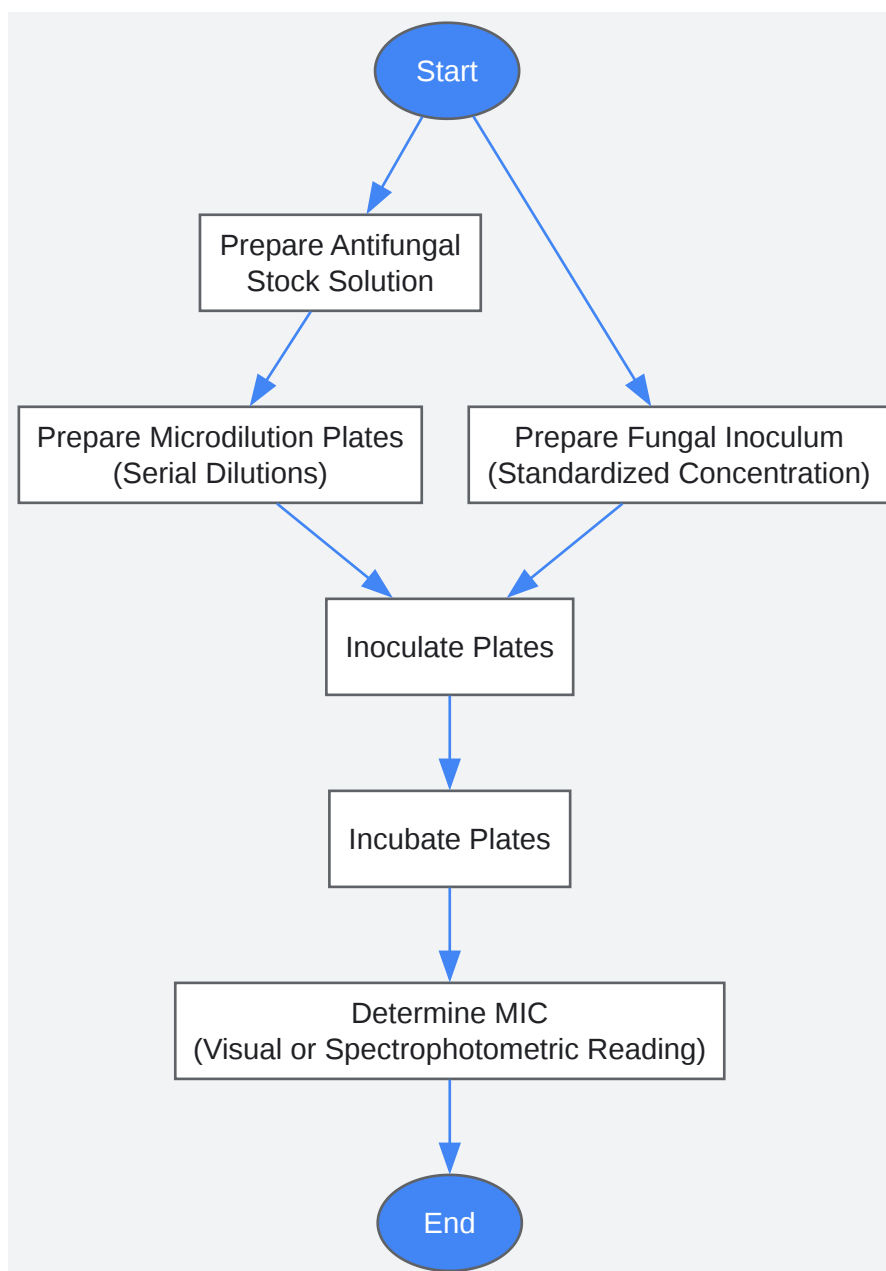 Start
Prepare Antifungal
Stock Solution
Prepare Microdilution Plates
(Serial Dilutions)
Prepare Fungal Inoculum
(Standardized Concentration)
Inoculate Plates
Incubate Plates
Determine MIC
(Visual or Spectrophotometric Reading)
End